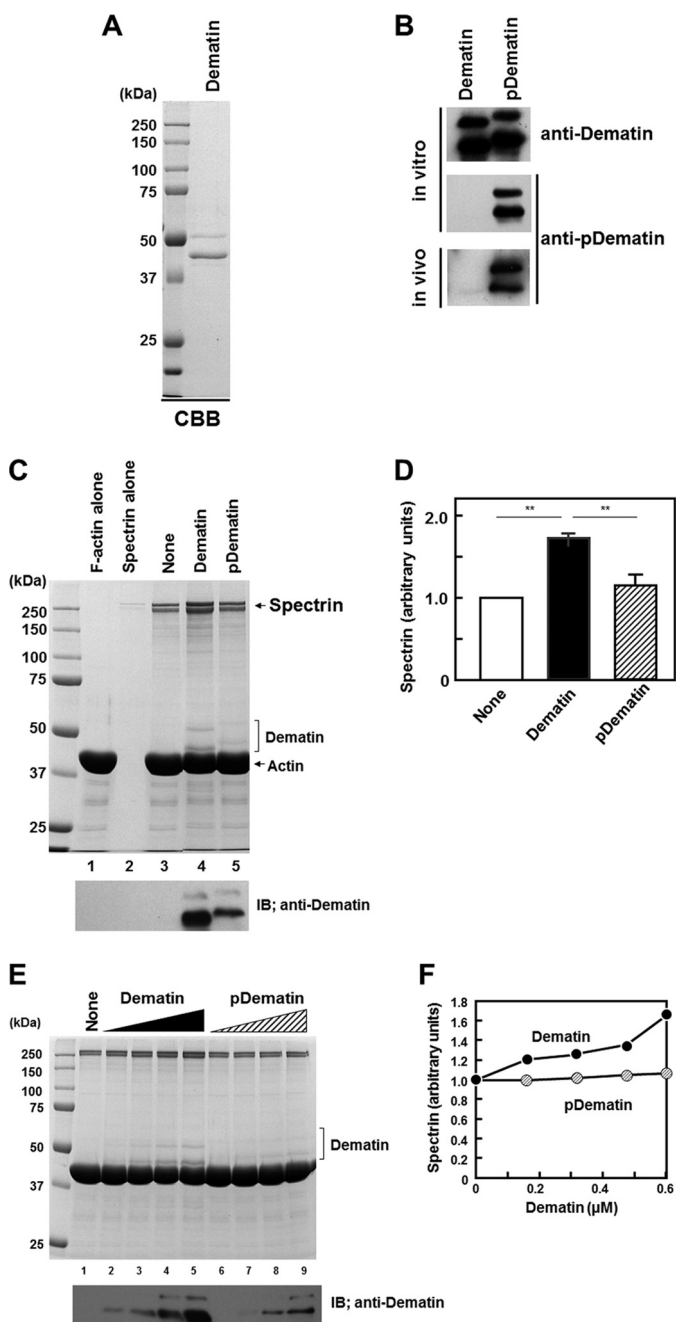 A
Dematin
(kDa)
250
150
100
75
50
37
25
CBB
B
Dematin
pDematin
in vitro
in vivo
anti-Dematin
anti-pDematin
C
F-actin alone
Spectrin alone
None
Dematin
pDematin
(kDa)
250
150
100
75
50
37
25
Spectrin
Dematin
Actin
1 2 3 4 5
IB; anti-Dematin
D
Spectrin (arbitrary units)
2.0
1.0
0
** **
None
Dematin
pDematin
E
None
Dematin
pDematin
(kDa)
250
150
100
75
50
37
25
Dematin
1 2 3 4 5 6 7 8 9
IB; anti-Dematin
F
Spectrin (arbitrary units)
1.8
1.6
1.4
1.2
1.0
0.8
0.6
0.4
0.2
0
Dematin
pDematin
0 0.2 0.4 0.6
Dematin (µM)